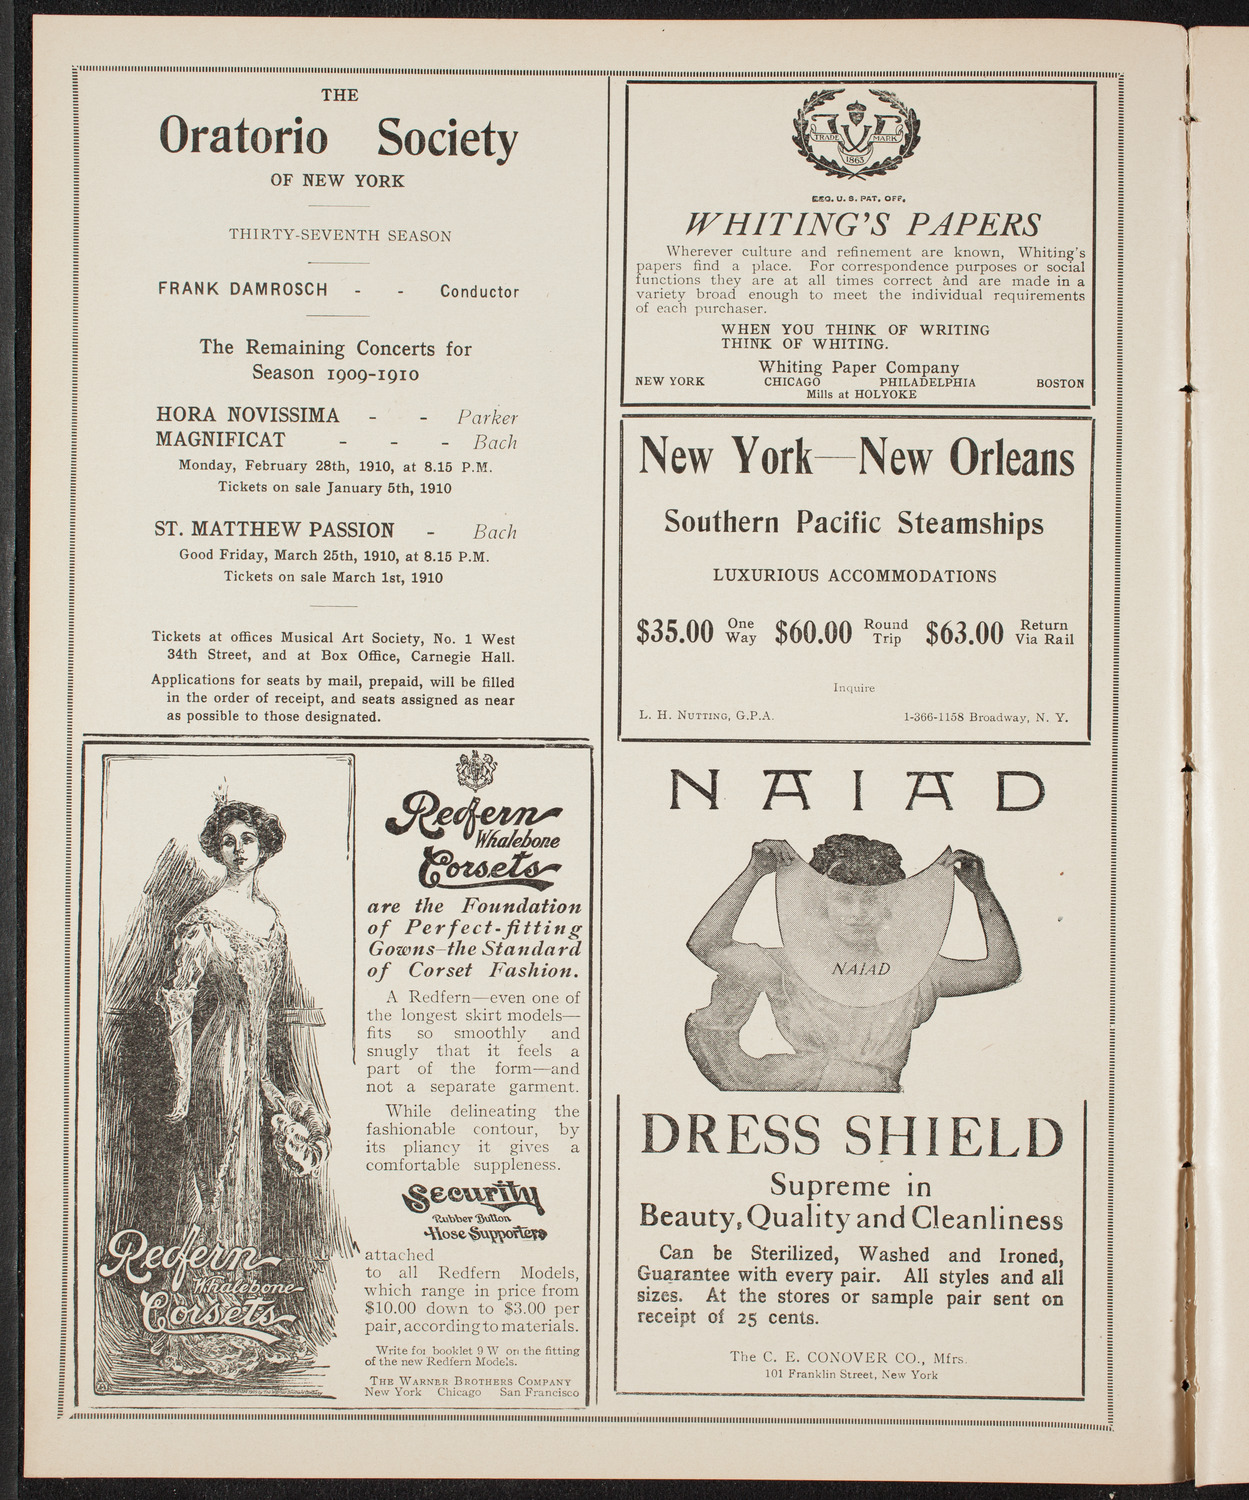 THE
Oratorio Society
OF NEW YORK
THIRTY-SEVENTH SEASON
FRANK DAMROSCH - - Conductor
The Remaining Concerts for
Season 1909-1910
HORA NOVISSIMA - - Parker
MAGNIFICAT - - - Bach
Monday, February 28th, 1910, at 8.15 P.M.
Tickets on sale January 5th, 1910
ST. MATTHEW PASSION - Bach
Good Friday, March 25th, 1910, at 8.15 P.M.
Tickets on sale March 1st, 1910
Tickets at offices Musical Art Society, No. 1 West
34th Street, and at Box Office, Carnegie Hall.
Applications for seats by mail, prepaid, will be filled
in the order of receipt, and seats assigned as near
as possible to those designated.
Redfern
Whalebone
Corsets
Redfern
Whalebone
Corsets
are the Foundation
of Perfect-fitting
Gowns—the Standard
of Corset Fashion.
A Redfern—even one of
the longest skirt models—
fits so smoothly and
snugly that it feels a
part of the form—and
not a separate garment.
While delineating the
fashionable contour, by
its pliancy it gives a
comfortable suppleness.
Security
Rubber Button
Hose Supporters
attached
to all Redfern Models,
which range in price from
$10.00 down to $3.00 per
pair, according to materials.
Write for booklet 9 W on the fitting
of the new Redfern Models.
THE WARNER BROTHERS COMPANY
New York Chicago San Francisco
TRADE MARK
1865
REG. U. S. PAT. OFF.
WHITING'S PAPERS
Wherever culture and refinement are known, Whiting's
papers find a place. For correspondence purposes or social
functions they are at all times correct and are made in a
variety broad enough to meet the individual requirements
of each purchaser.
WHEN YOU THINK OF WRITING
THINK OF WHITING.
Whiting Paper Company
NEW YORK CHICAGO PHILADELPHIA BOSTON
Mills at HOLYOKE
New York—New Orleans
Southern Pacific Steamships
LUXURIOUS ACCOMMODATIONS
$35.00 One Way $60.00 Round Trip $63.00 Return Via Rail
Inquire
L. H. NUTTING, G.P.A. 1-366-1158 Broadway, N. Y.
NAIAD
NAIAD
DRESS SHIELD
Supreme in
Beauty, Quality and Cleanliness
Can be Sterilized, Washed and Ironed,
Guarantee with every pair. All styles and all
sizes. At the stores or sample pair sent on
receipt of 25 cents.
The C. E. CONOVER CO., Mfrs.
101 Franklin Street, New York